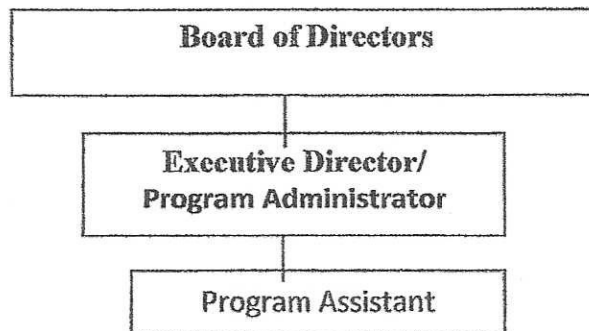 Board of Directors
Executive Director/
Program Administrator
Program Assistant